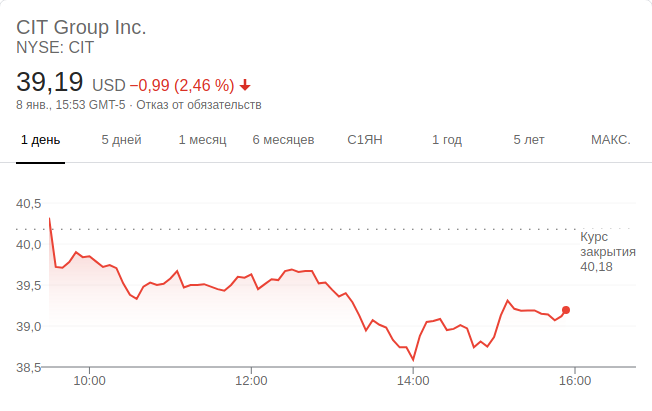 CIT Group Inc.
NYSE: CIT
39,19 USD −0,99 (2,46 %)
8 янв., 15:53 GMT-5 · Отказ от обязательств
1 день 5 дней 1 месяц 6 месяцев С1ЯН 1 год 5 лет МАКС.
40,5
Курс
40,0
закрытия
40,18
39,5
39,0
38,5
10:00 12:00 14:00 16:00